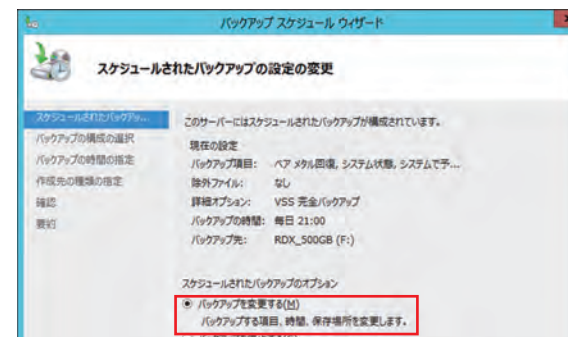 バックアップ スケジュール ウィザード
スケジュールされたバックアップの設定の変更
スケジュールされたバックアッ...
バックアップの構成の選択
バックアップの時間の指定
作成先の種類の指定
確認
要約
このサーバーにはスケジュールされたバックアップが構成されています。
現在の設定
バックアップ項目: ベア メタル回復, システム状態, システムで予...
除外ファイル: なし
詳細オプション: VSS 完全バックアップ
バックアップの時間: 毎日 21:00
バックアップ先: RDX_500GB (F:)
スケジュールされたバックアップのオプション
バックアップを変更する(M)
バックアップする項目、時間、保存場所を変更します。